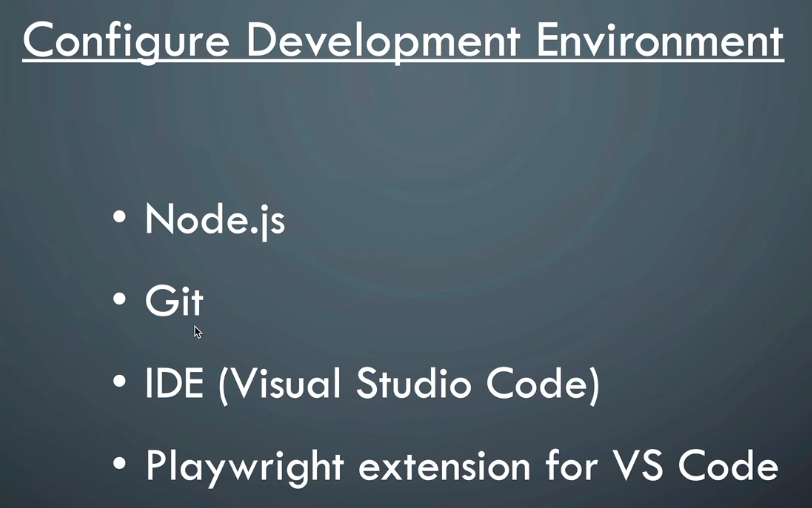 Configure Development Environment
• Node.js
• Git
• IDE (Visual Studio Code)
• Playwright extension for VS Code